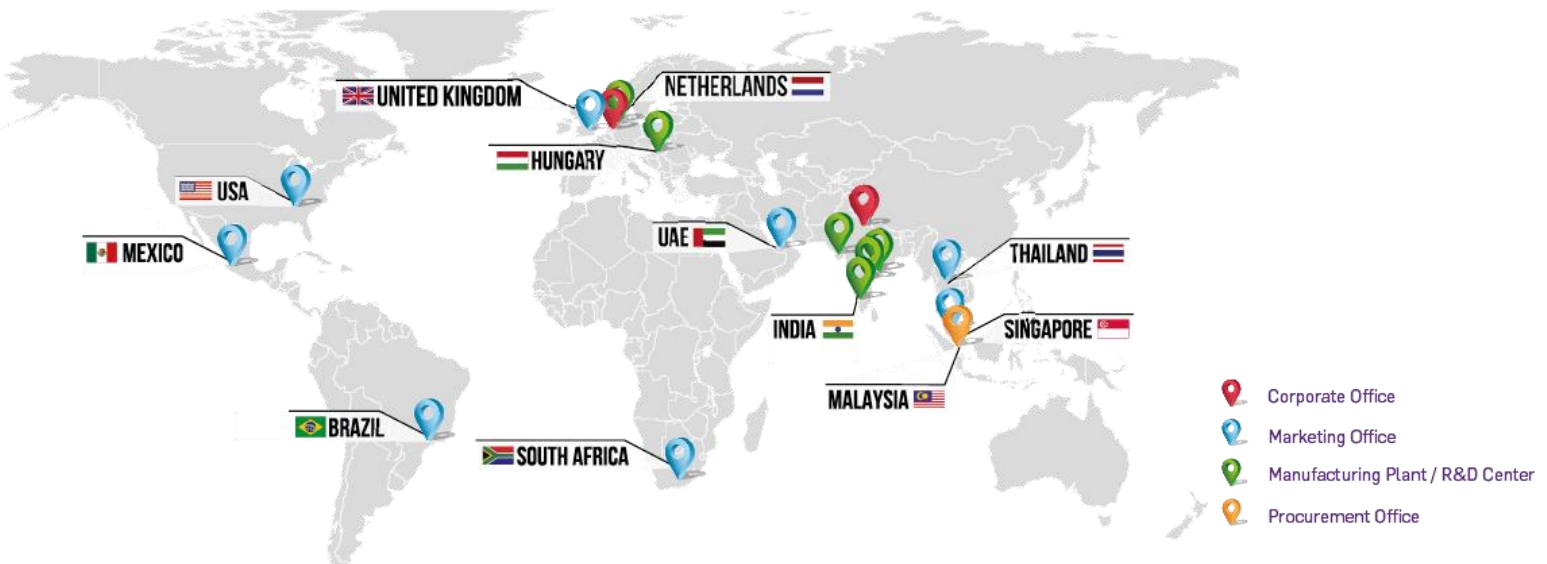 UNITED KINGDOM
NETHERLANDS
HUNGARY
USA
MEXICO
UAE
THAILAND
INDIA
SINGAPORE
MALAYSIA
BRAZIL
SOUTH AFRICA
Corporate Office
Marketing Office
Manufacturing Plant / R&D Center
Procurement Office